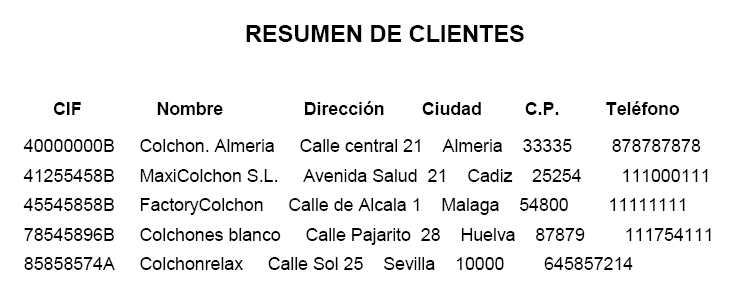 RESUMEN DE CLIENTES
CIF Nombre Dirección Ciudad C.P. Teléfono
40000000B Colchon. Almeria Calle central 21 Almeria 33335 878787878
41255458B MaxiColchon S.L. Avenida Salud 21 Cadiz 25254 111000111
45545858B FactoryColchon Calle de Alcala 1 Malaga 54800 11111111
78545896B Colchones blanco Calle Pajarito 28 Huelva 87879 111754111
85858574A Colchonrelax Calle Sol 25 Sevilla 10000 645857214